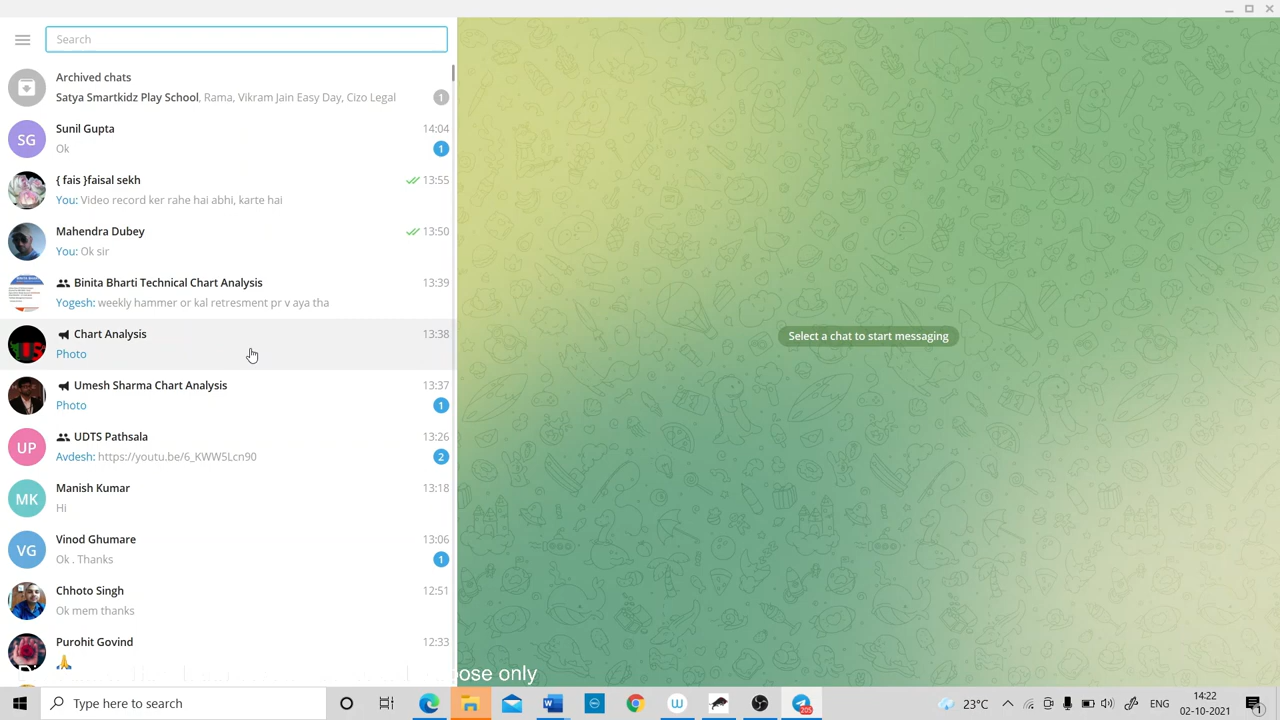 Search
Archived chats
Satya Smartkidz Play School, Rama, Vikram Jain Easy Day, Cizo Legal
1
Sunil Gupta
14:04
SG
Ok
1
{ fais }faisal sekh
13:55
You: Video record ker rahe hai abhi, karte hai
Mahendra Dubey
13:50
You: Ok sir
Binita Bharti Technical Chart Analysis
13:39
Yogesh: weekly hammer or kal retresment pr v aya tha
Chart Analysis
13:38
Photo
Select a chat to start messaging
Umesh Sharma Chart Analysis
13:37
Photo
1
UDTS Pathsala
13:26
UP
Avdesh: https://youtu.be/6_KWW5Lcn90
2
Manish Kumar
13:18
MK
Hi
Vinod Ghumare
13:06
VG
Ok . Thanks
1
Chhoto Singh
12:51
Ok mem thanks
Purohit Govind
12:33
pose only
Type here to search
23°C
ENG
14:22
02-10-2021